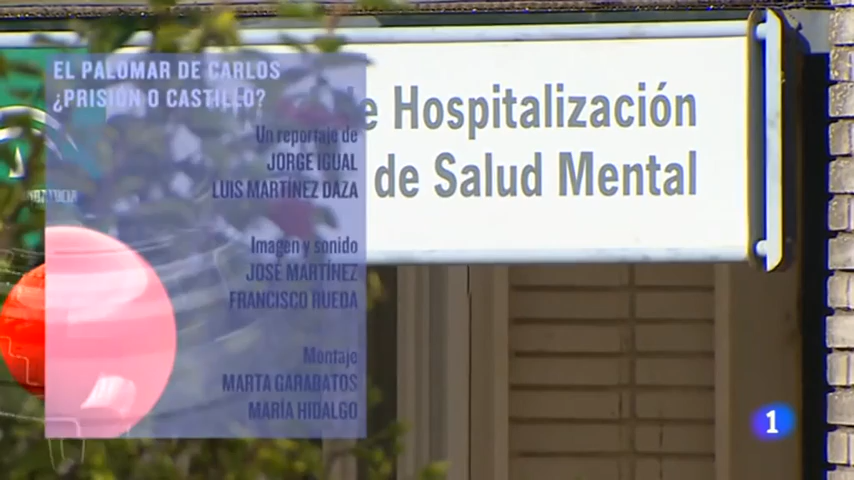 EL PALOMAR DE CARLOS
¿PRISIÓN O CASTILLO?
Un reportaje de
JORGE IGUAL
LUIS MARTÍNEZ DAZA
Imagen y sonido
JOSÉ MARTÍNEZ
FRANCISCO RUEDA
Montaje
MARTA GARABATOS
MARÍA HIDALGO
de Hospitalización
de Salud Mental
1